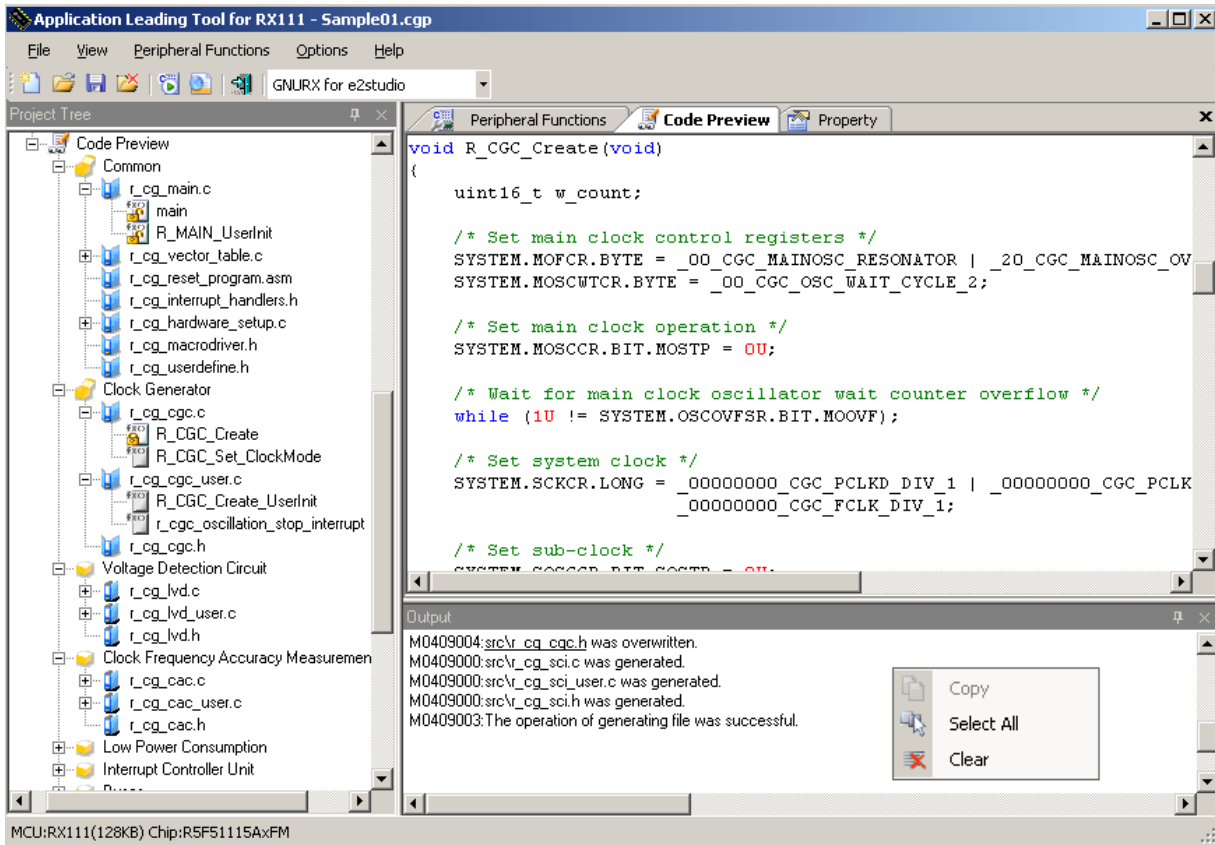 Application Leading Tool for RX111 - Sample01.cgp
File View Peripheral Functions Options Help
GNURX for e2studio
Project Tree
Code Preview
Common
r_cg_main.c
main
R_MAIN_UserInit
r_cg_vector_table.c
r_cg_reset_program.asm
r_cg_interrupt_handlers.h
r_cg_hardware_setup.c
r_cg_macrodriver.h
r_cg_userdefine.h
Clock Generator
r_cg_cgc.c
R_CGC_Create
R_CGC_Set_ClockMode
r_cg_cgc_user.c
R_CGC_Create_UserInit
r_cgc_oscillation_stop_interrupt
r_cg_cgc.h
Voltage Detection Circuit
r_cg_lvd.c
r_cg_lvd_user.c
r_cg_lvd.h
Clock Frequency Accuracy Measuremen
r_cg_cac.c
r_cg_cac_user.c
r_cg_cac.h
Low Power Consumption
Interrupt Controller Unit
Peripheral Functions Code Preview Property
void R_CGC_Create(void)
{
uint16_t w_count;
/* Set main clock control registers */
SYSTEM.MOFCR.BYTE = _00_CGC_MAINOSC_RESONATOR | _20_CGC_MAINOSC_OV
SYSTEM.MOSCWTCR.BYTE = _00_CGC_OSC_WAIT_CYCLE_2;
/* Set main clock operation */
SYSTEM.MOSCCR.BIT.MOSTP = 0U;
/* Wait for main clock oscillator wait counter overflow */
while (1U != SYSTEM.OSCOVFSR.BIT.MOOVF);
/* Set system clock */
SYSTEM.SCKCR.LONG = _00000000_CGC_PCLKD_DIV_1 | _00000000_CGC_PCLK
_00000000_CGC_FCLK_DIV_1;
/* Set sub-clock */
Output
M0409004:src\r_cg_cgc.h was overwritten.
M0409000:src\r_cg_sci.c was generated.
M0409000:src\r_cg_sci_user.c was generated.
M0409000:src\r_cg_sci.h was generated.
M0409003:The operation of generating file was successful.
Copy
Select All
Clear
MCU:RX111(128KB) Chip:R5F51115AxFM